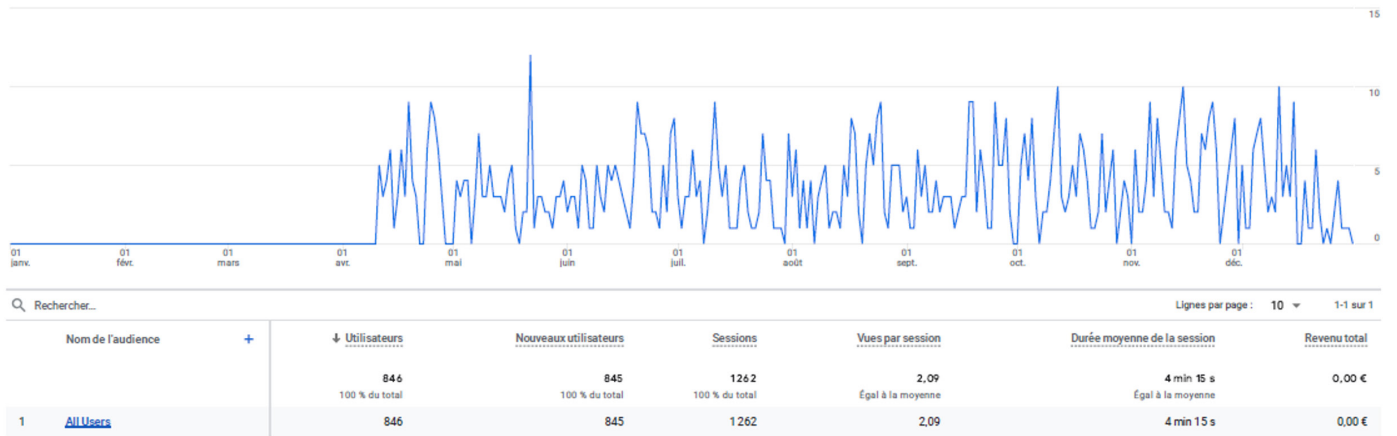 15
10
5
0
01 01 01 01 01 01 01 01 01 01 01 01
janv. févr. mars avr. mai juin juil. août sept. oct. nov. déc.
Rechercher... Lignes par page : 10 1-1 sur 1
Nom de l'audience + Utilisateurs Nouveaux utilisateurs Sessions Vues par session Durée moyenne de la session Revenu total
846 845 1262 2,09 4 min 15 s 0,00 €
100 % du total 100 % du total 100 % du total Égal à la moyenne Égal à la moyenne
1 All Users 846 845 1262 2,09 4 min 15 s 0,00 €